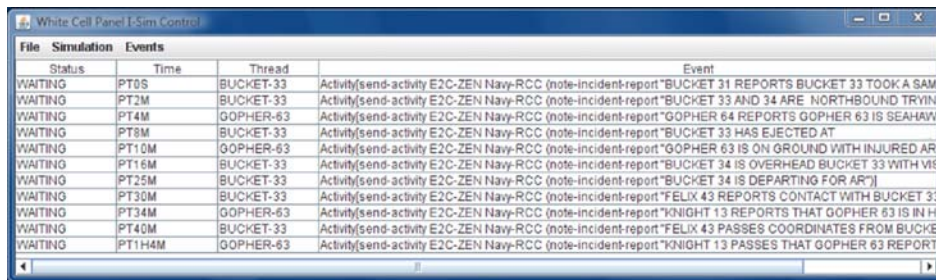 White Cell Panel I-Sim Control
File Simulation Events
Status Time Thread Event
WAITING PT0S BUCKET-33 Activity[send-activity E2C-ZEN Navy-RCC (note-incident-report "BUCKET 31 REPORTS BUCKET 33 TOOK A SAM
WAITING PT2M BUCKET-33 Activity[send-activity E2C-ZEN Navy-RCC (note-incident-report "BUCKET 33 AND 34 ARE NORTHBOUND TRYIN
WAITING PT4M GOPHER-63 Activity[send-activity E2C-ZEN Navy-RCC (note-incident-report "GOPHER 64 REPORTS GOPHER 63 IS SEAHAW
WAITING PT8M BUCKET-33 Activity[send-activity E2C-ZEN Navy-RCC (note-incident-report "BUCKET 33 HAS EJECTED AT
WAITING PT10M GOPHER-63 Activity[send-activity E2C-ZEN Navy-RCC (note-incident-report "GOPHER 63 IS ON GROUND WITH INJURED AR
WAITING PT16M BUCKET-33 Activity[send-activity E2C-ZEN Navy-RCC (note-incident-report "BUCKET 34 IS OVERHEAD BUCKET 33 WITH VIS
WAITING PT25M BUCKET-33 Activity[send-activity E2C-ZEN Navy-RCC (note-incident-report "BUCKET 34 IS DEPARTING FOR AR")]
WAITING PT30M BUCKET-33 Activity[send-activity E2C-ZEN Navy-RCC (note-incident-report "FELIX 43 REPORTS CONTACT WITH BUCKET 33
WAITING PT34M GOPHER-63 Activity[send-activity E2C-ZEN Navy-RCC (note-incident-report "KNIGHT 13 REPORTS THAT GOPHER 63 IS IN H
WAITING PT40M BUCKET-33 Activity[send-activity E2C-ZEN Navy-RCC (note-incident-report "FELIX 43 PASSES COORDINATES FROM BUCKE
WAITING PT1H4M GOPHER-63 Activity[send-activity E2C-ZEN Navy-RCC (note-incident-report "KNIGHT 13 PASSES THAT GOPHER 63 REPORT